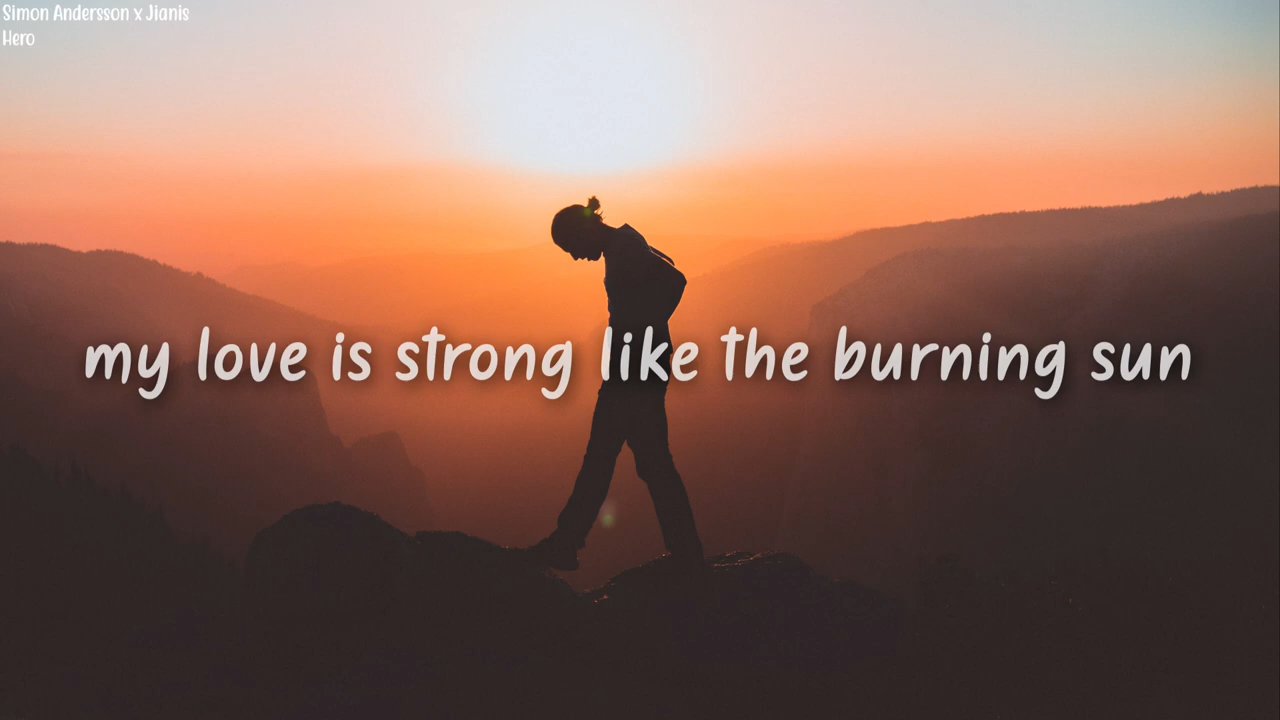 Simon Andersson x Jianis
Hero
my love is strong like the burning sun